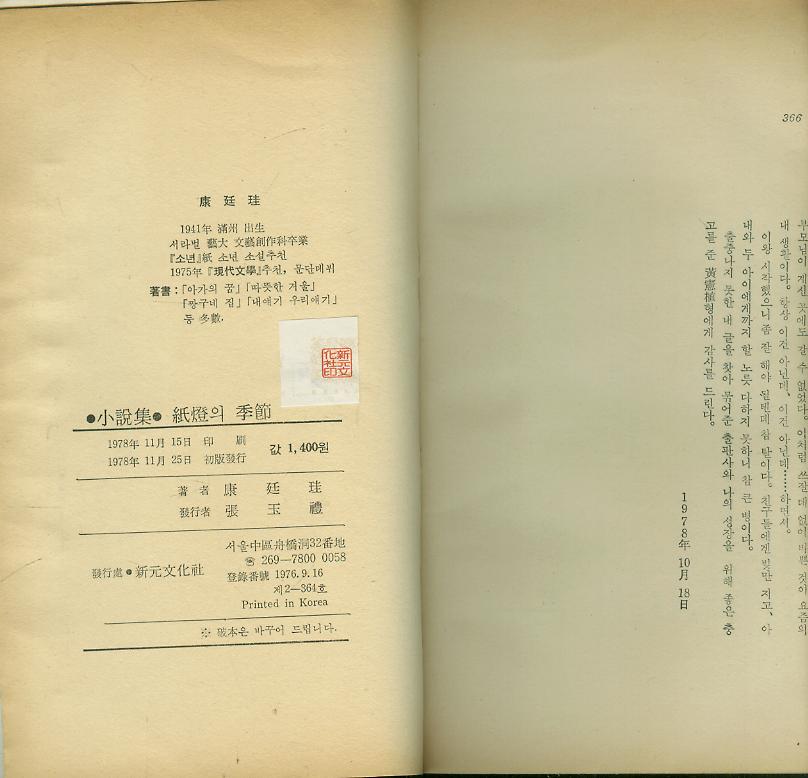 康廷珪
1941年 滿州 出生
서라벌 藝大 文藝創作科卒業
『소년』紙 소년 소설추천
1975年『現代文學』추천, 문단데뷔
著書:「아가의 꿈」「따뜻한 겨울」
「짱구네 집」「내얘기 우리얘기」
등 多數.
新元文化社印
●小說集● 紙燈의 季節
1978年 11月 15日 印 刷
1978年 11月 25日 初版發行
값 1,400원
著 者 康 廷 珪
發行者 張 玉 禮
發行處 ● 新元文化社
서울中區舟橋洞32番地
☎ 269—7800 0058
登錄番號 1976.9.16
제2—364호
Printed in Korea
※ 破本은 바꾸어 드립니다.
366
부모님이 계신 곳에도 갈 수 없었다. 이처럼 쓰잘 데 없이 바쁜 것이 요즘의
내 생활이다. 항상 이건 아닌데, 이건 아닌데……하면서.
이왕 시작했으니 좀 잘 해야 될텐데 참 탈이다. 친구들에겐 빚만 지고, 아
내와 두 아이에게까지 할 노릇 다하지 못하니 참 큰 병이다.
출중나지 못한 내 글을 찾아 묶어준 출판사와 나의 성장을 위해 좋은 충
고를 준 黃憲植형에게 감사를 드린다.
1978年 10月 18日